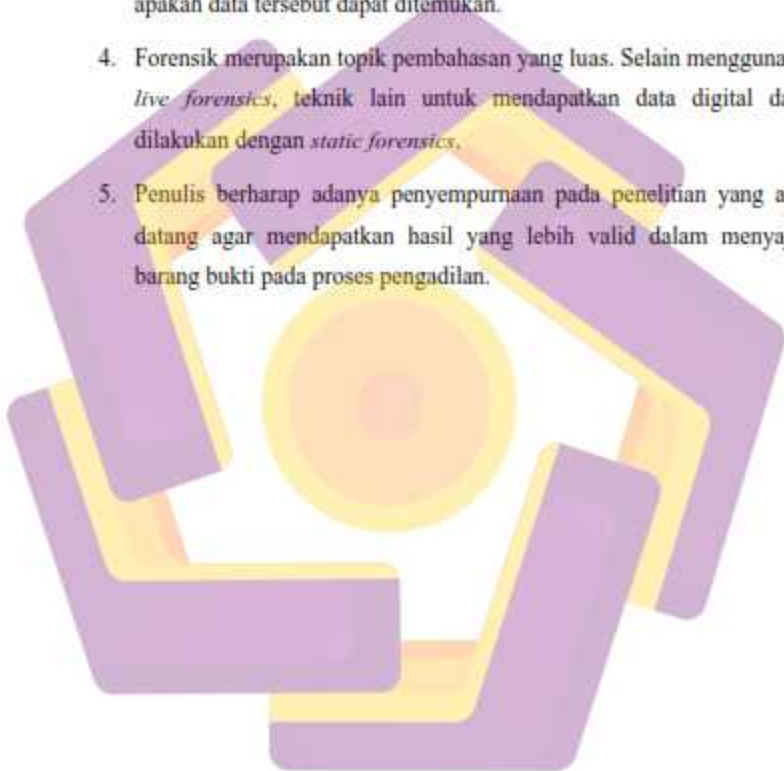 apakah data tersebut dapat ditemukan.
4. Forensik merupakan topik pembahasan yang luas. Selain mengguna
live forensics, teknik lain untuk mendapatkan data digital da
dilakukan dengan static forensics.
5. Penulis berharap adanya penyempurnaan pada penelitian yang a
datang agar mendapatkan hasil yang lebih valid dalam menya
barang bukti pada proses pengadilan.